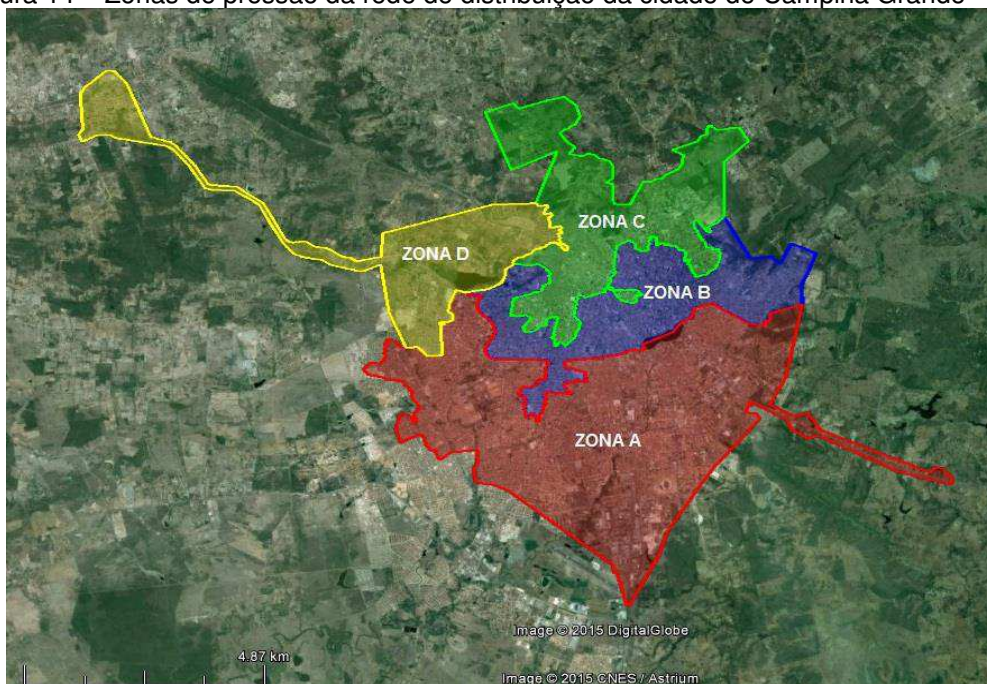 ura 11 – Zonas de pressão da rede de distribuição da cidade de Campina Grande
ZONA C
ZONA D
ZONA B
ZONA A
Image © 2015 DigitalGlobe
4.87 km
Image © 2015 CNES / Astrium